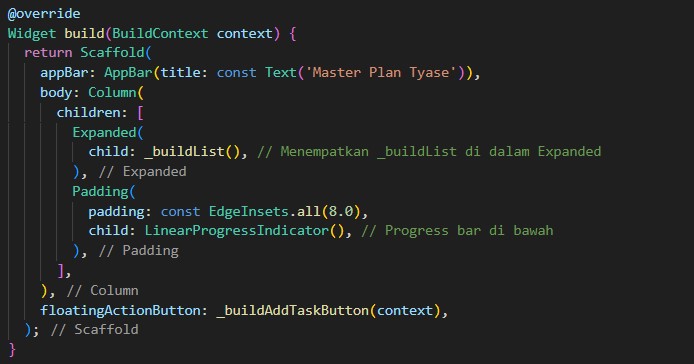 @override
Widget build(BuildContext context) {
  return Scaffold(
    appBar: AppBar(title: const Text('Master Plan Tyase')),
    body: Column(
      children: [
        Expanded(
          child: _buildList(), // Menempatkan _buildList di dalam Expanded
        ), // Expanded
        Padding(
          padding: const EdgeInsets.all(8.0),
          child: LinearProgressIndicator(), // Progress bar di bawah
        ), // Padding
      ],
    ), // Column
    floatingActionButton: _buildAddTaskButton(context),
  ); // Scaffold
}